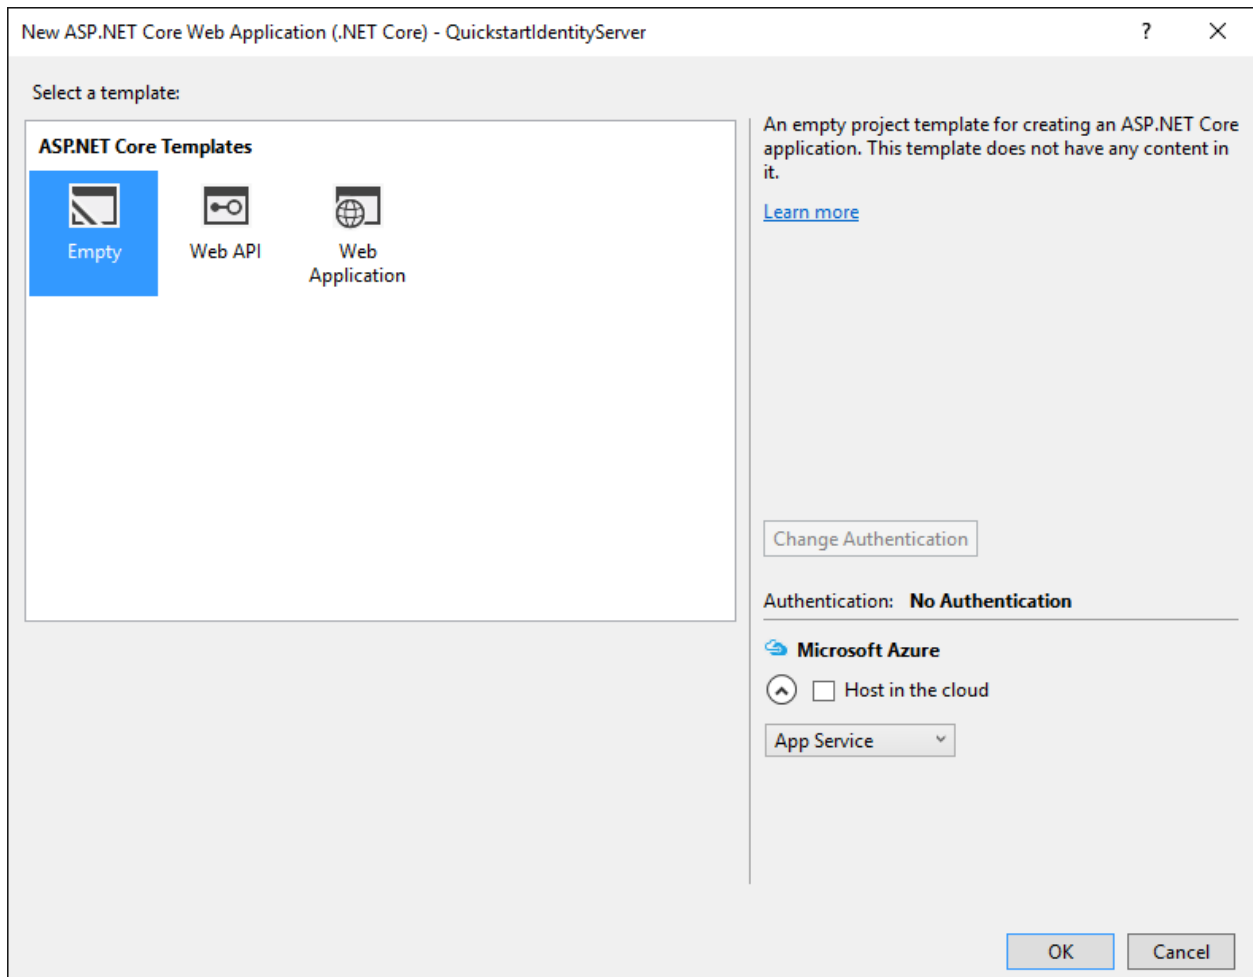 New ASP.NET Core Web Application (.NET Core) - QuickstartIdentityServer
?
Select a template:
ASP.NET Core Templates
Empty
Web API
Web
Application
An empty project template for creating an ASP.NET Core
application. This template does not have any content in
it.
Learn more
Change Authentication
Authentication: No Authentication
Microsoft Azure
Host in the cloud
App Service
OK
Cancel